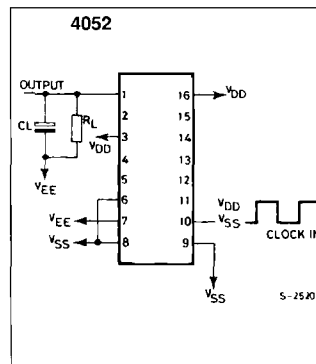 4052
OUTPUT
CL
RL
VDD
VEE
1
2
3
4
5
6
7
8
16
15
14
13
12
11
10
9
VDD
VEE
VSS
VDD
VSS
CLOCK IN
VSS
S-2520